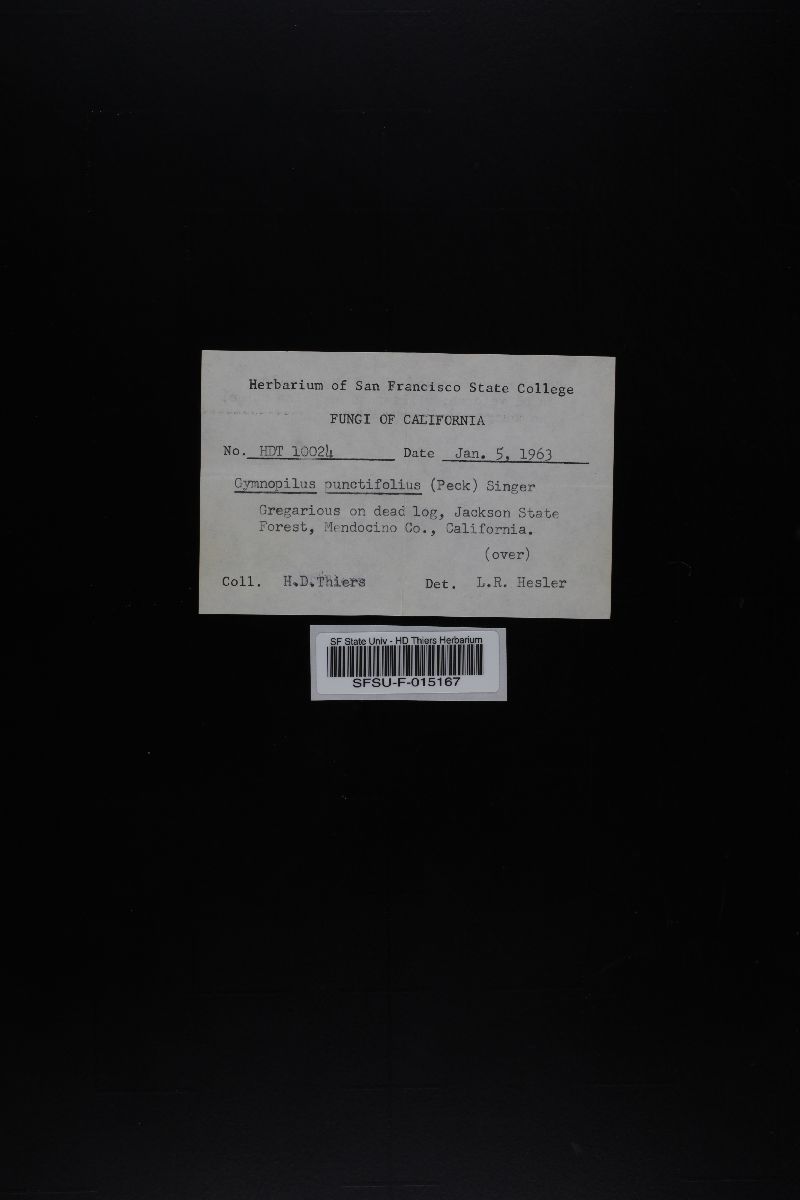 Herbarium of San Francisco State College
FUNGI OF CALIFORNIA
No. HDT 10024 Date Jan. 5, 1963
Gymnopilus punctifolius (Peck) Singer
Gregarious on dead log, Jackson State
Forest, Mendocino Co., California.
(over)
Coll. H.D.Thiers Det. L.R. Hesler
SF State Univ - HD Thiers Herbarium
SFSU-F-015167